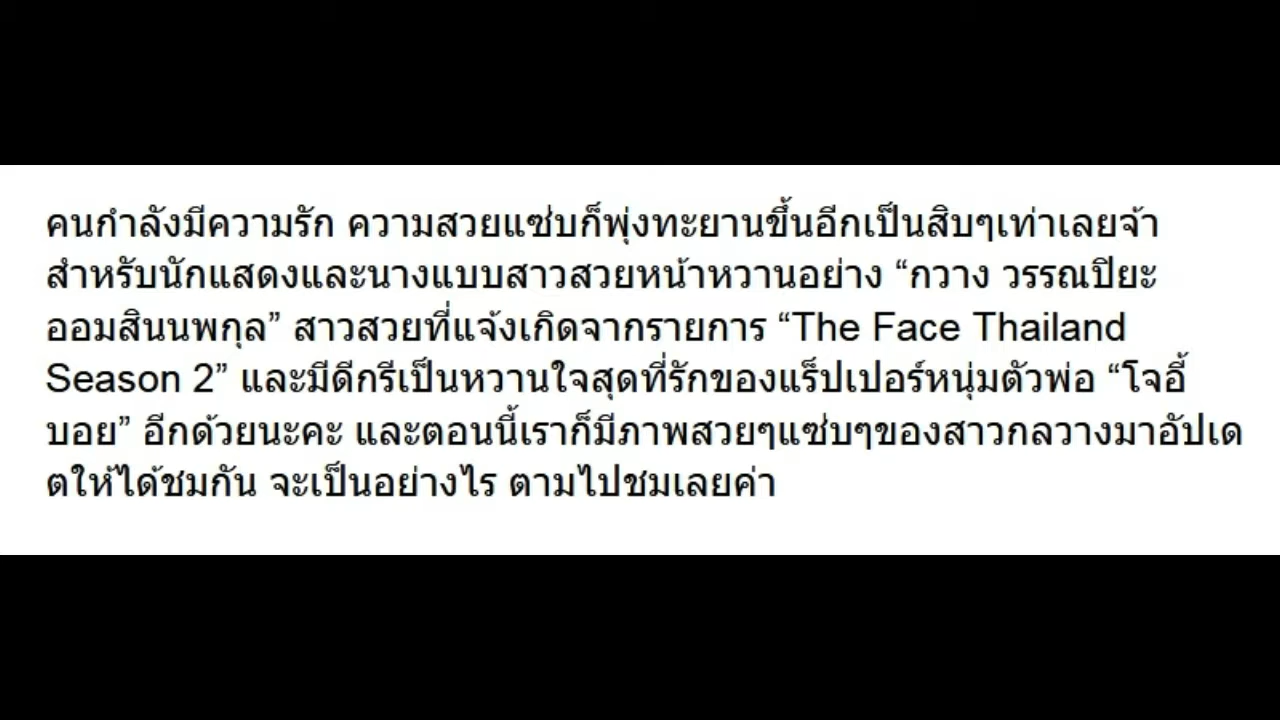 คนกำลังมีความรัก ความสวยแซ่บก็พุ่งทะยานขึ้นอีกเป็นสิบๆเท่าเลยจ้า
สำหรับนักแสดงและนางแบบสาวสวยหน้าหวานอย่าง “กวาง วรรณปิยะ
ออมสินนพกุล” สาวสวยที่แจ้งเกิดจากรายการ “The Face Thailand
Season 2” และมีดีกรีเป็นหวานใจสุดที่รักของแร็ปเปอร์หนุ่มตัวพ่อ “โจอี้
บอย” อีกด้วยนะคะ และตอนนี้เราก็มีภาพสวยๆแซ่บๆของสาวกลวางมาอัปเด
ตให้ได้ชมกัน จะเป็นอย่างไร ตามไปชมเลยค่า